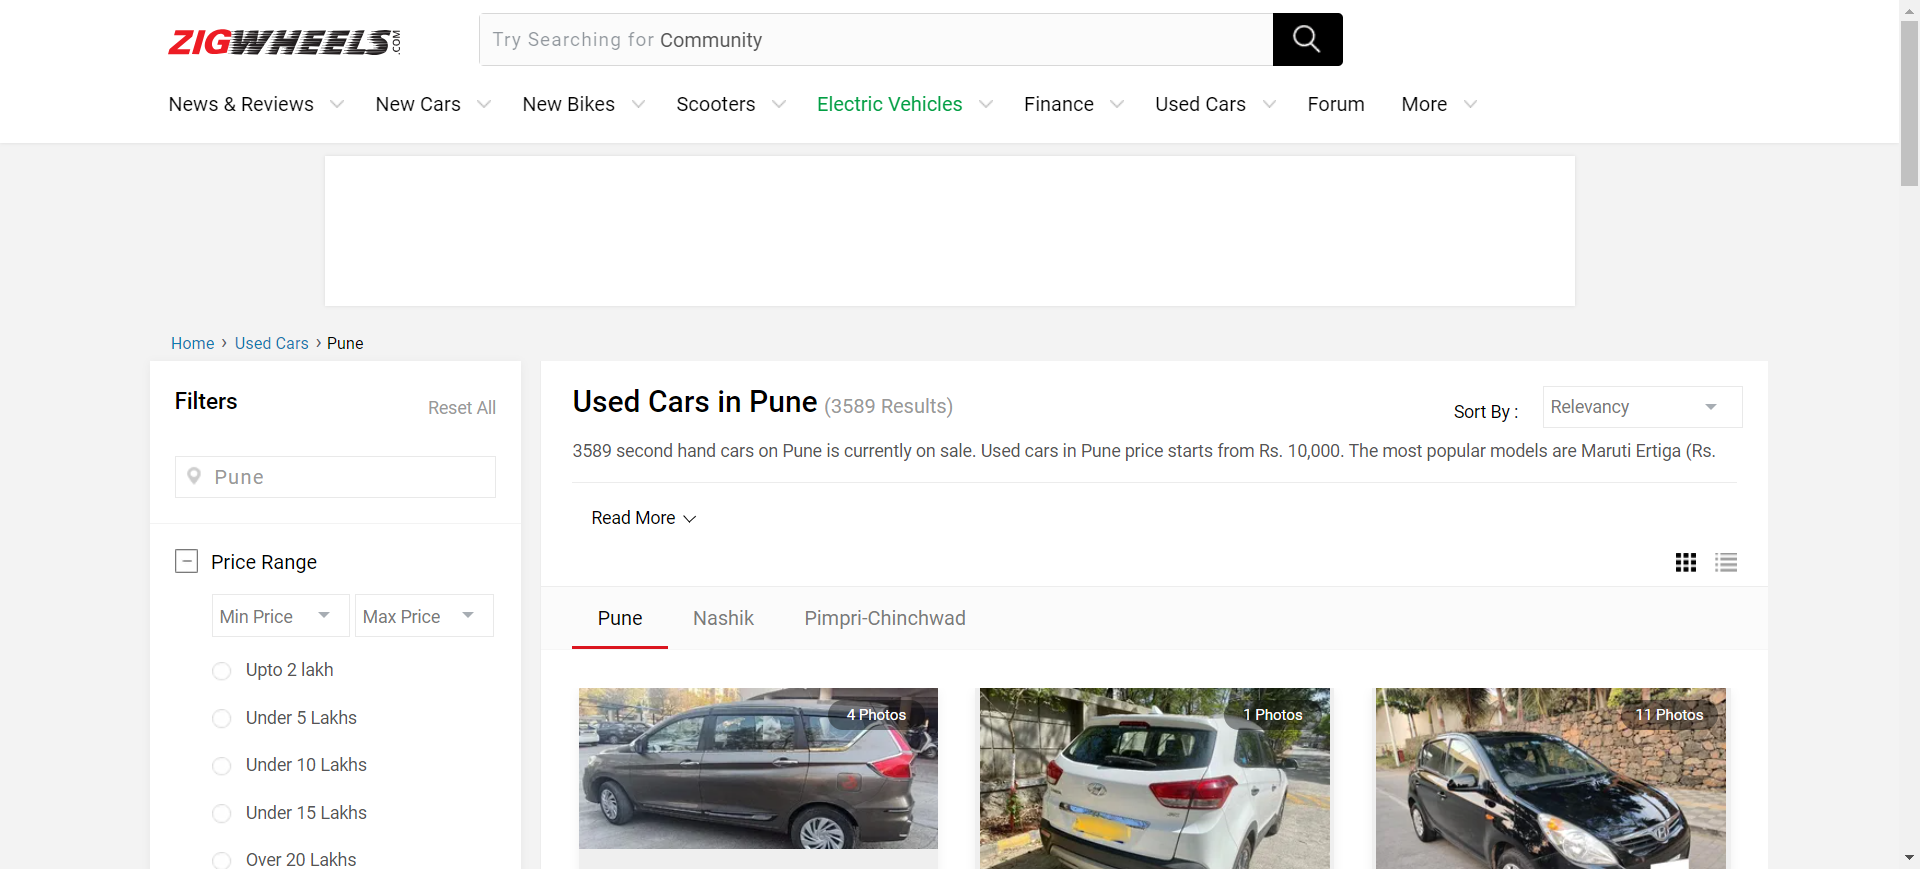 ZIGWHEELS.COM
Try Searching for Community
News & Reviews New Cars New Bikes Scooters Electric Vehicles Finance Used Cars Forum More
Home › Used Cars › Pune
Filters
Reset All
Pune
Price Range
Min Price Max Price
Upto 2 lakh
Under 5 Lakhs
Under 10 Lakhs
Under 15 Lakhs
Over 20 Lakhs
Used Cars in Pune (3589 Results)
Sort By : Relevancy
3589 second hand cars on Pune is currently on sale. Used cars in Pune price starts from Rs. 10,000. The most popular models are Maruti Ertiga (Rs.
Read More
Pune Nashik Pimpri-Chinchwad
4 Photos
1 Photos
11 Photos